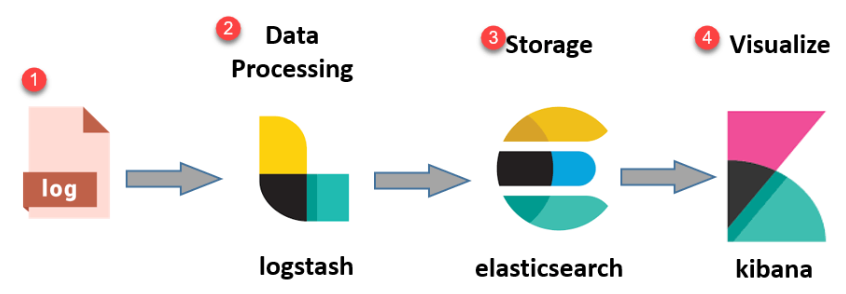 1
log
2
Data
Processing
logstash
3
Storage
elasticsearch
4
Visualize
kibana